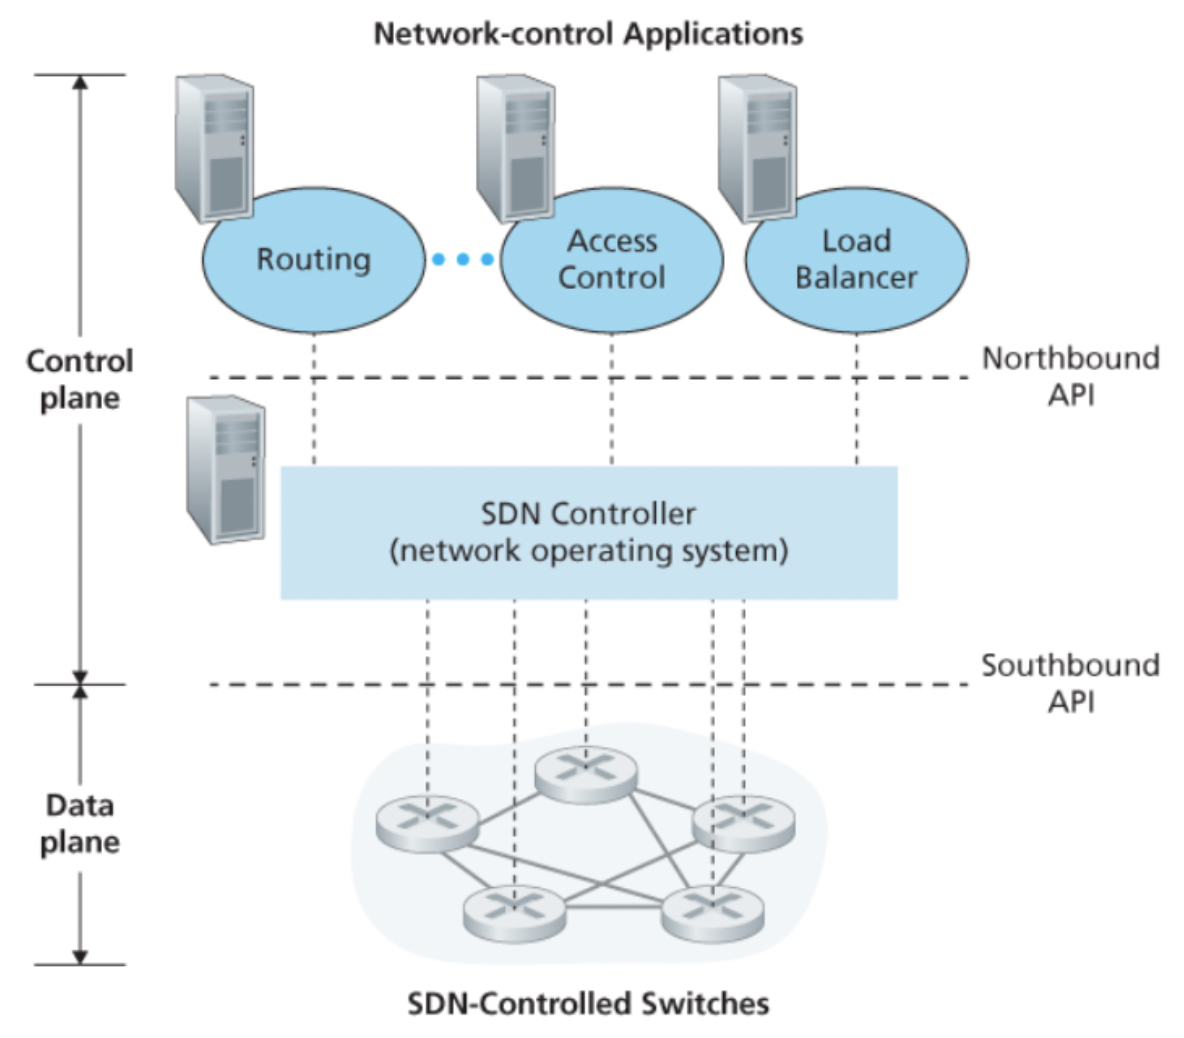 Network-control Applications
Routing
Access
Control
Load
Balancer
Control
plane
Northbound
API
SDN Controller
(network operating system)
Southbound
API
Data
plane
SDN-Controlled Switches